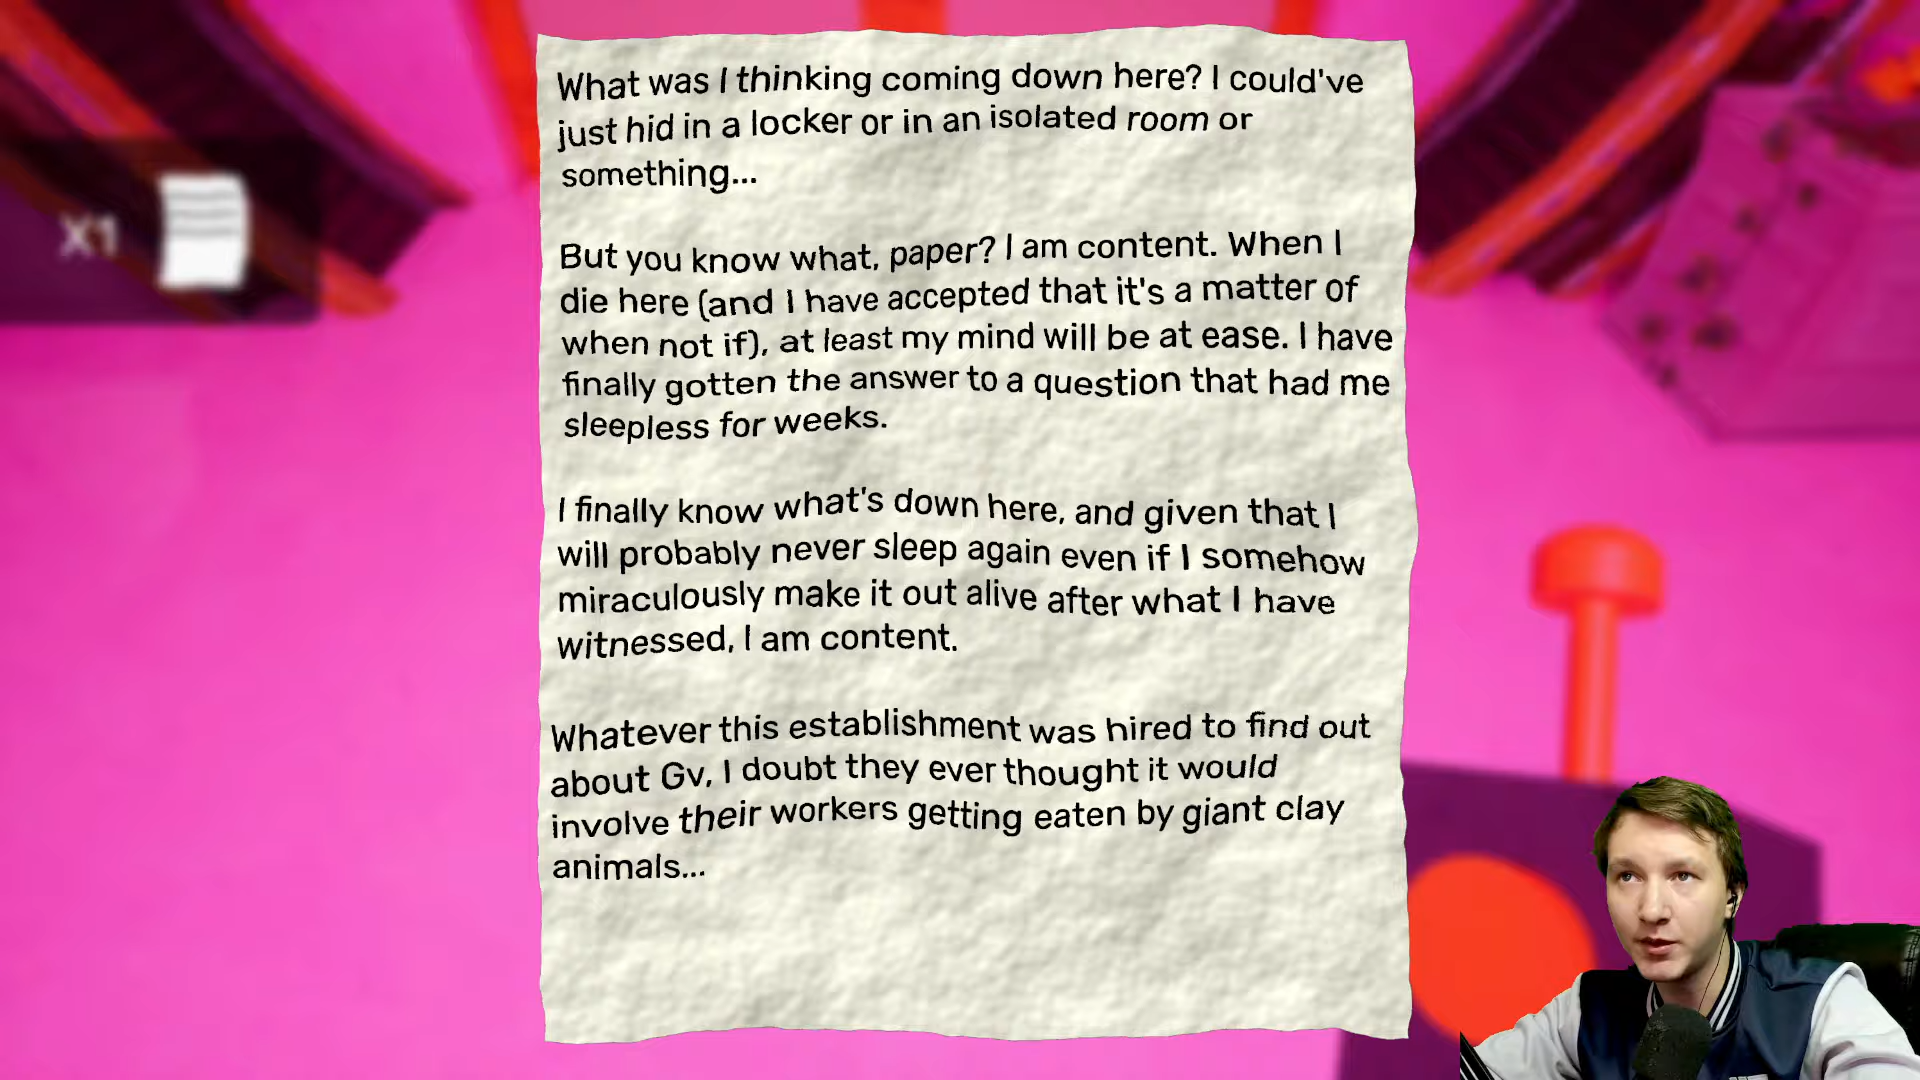 What was I thinking coming down here? I could've
just hid in a locker or in an isolated room or
something...
But you know what, paper? I am content. When I
die here (and I have accepted that it's a matter of
when not if), at least my mind will be at ease. I have
finally gotten the answer to a question that had me
sleepless for weeks.
I finally know what's down here, and given that I
will probably never sleep again even if I somehow
miraculously make it out alive after what I have
witnessed, I am content.
Whatever this establishment was hired to find out
about Gv, I doubt they ever thought it would
involve their workers getting eaten by giant clay
animals...
X1